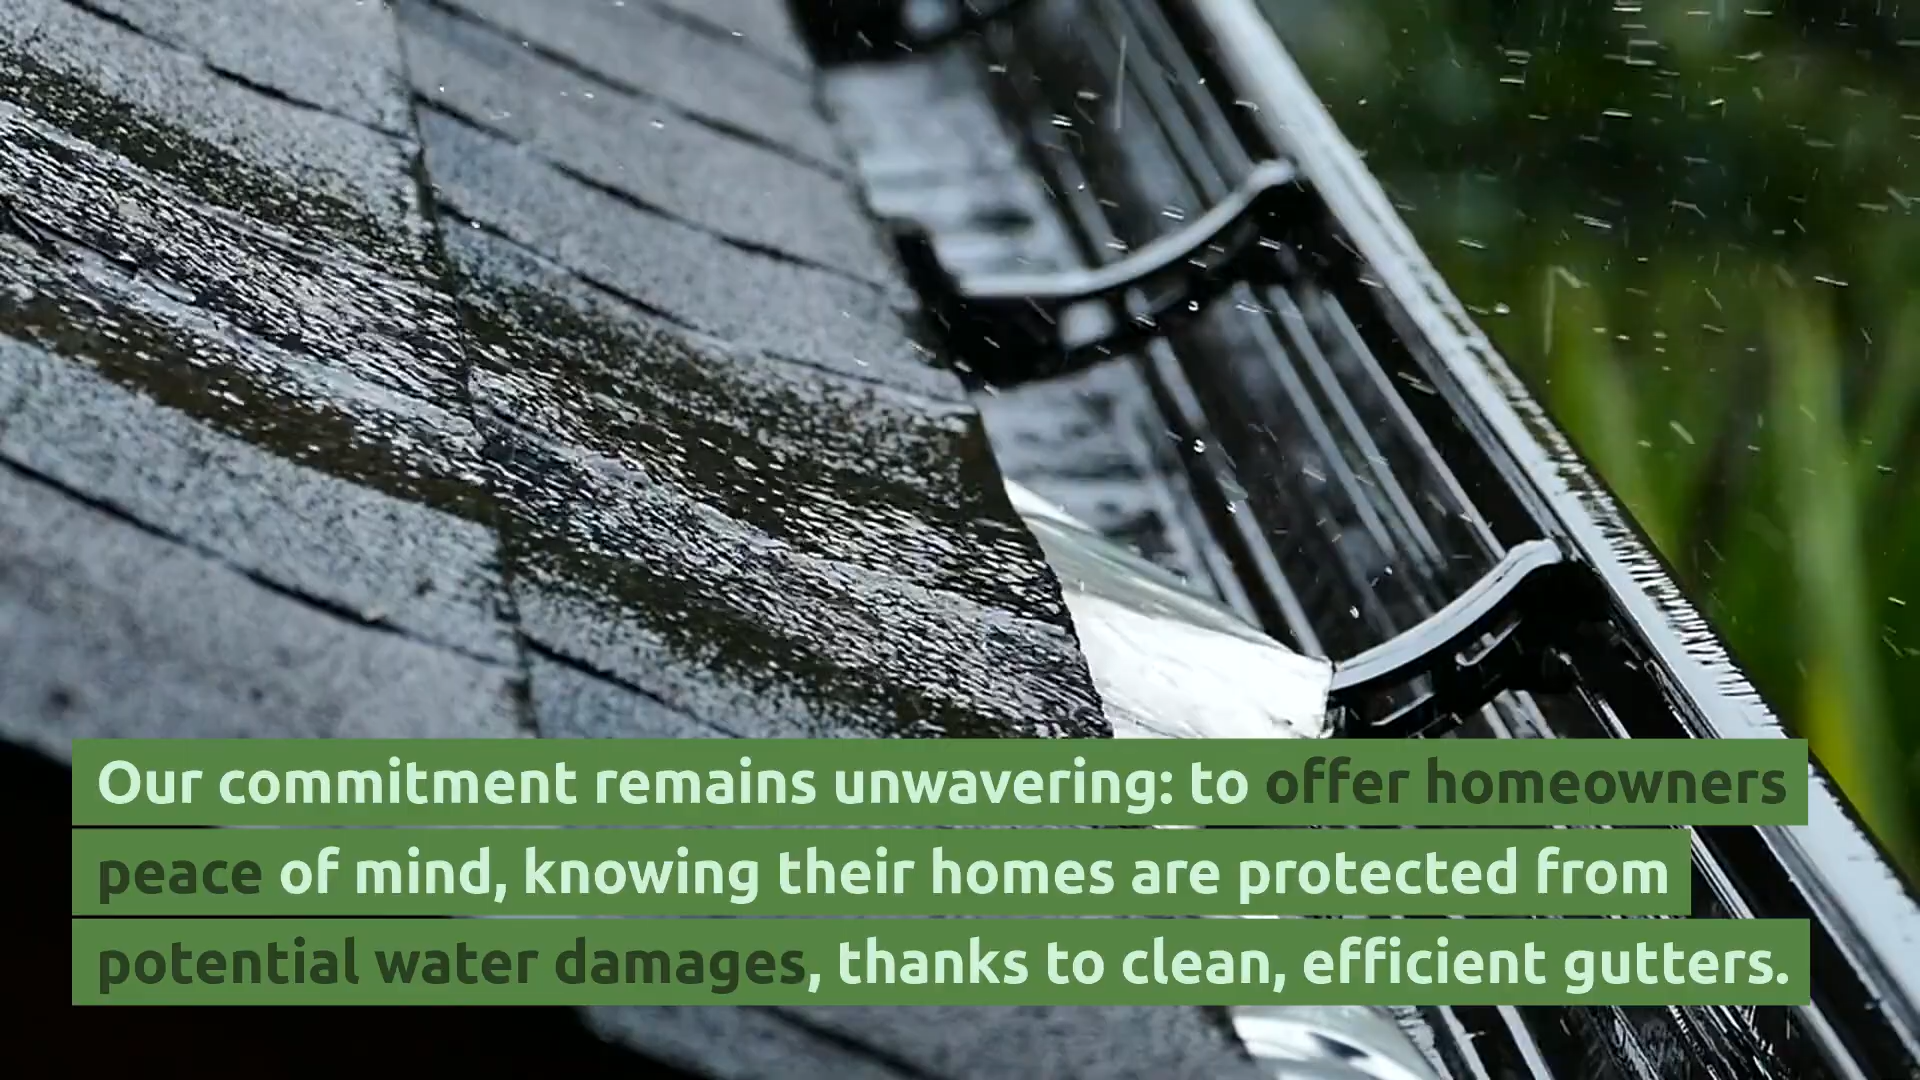 Our commitment remains unwavering: to offer homeowners
peace of mind, knowing their homes are protected from
potential water damages, thanks to clean, efficient gutters.